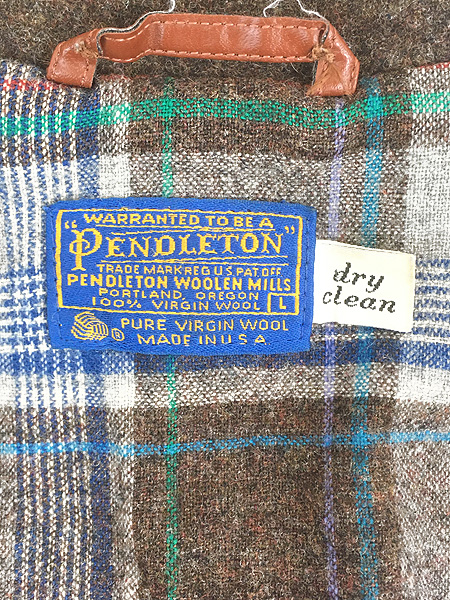 WARRANTED TO BE A
"PENDLETON"
TRADE MARK REG U.S. PAT OFF
PENDLETON WOOLEN MILLS
PORTLAND, OREGON
100% VIRGIN WOOL L
® PURE VIRGIN WOOL
MADE IN U.S.A
dry
clean